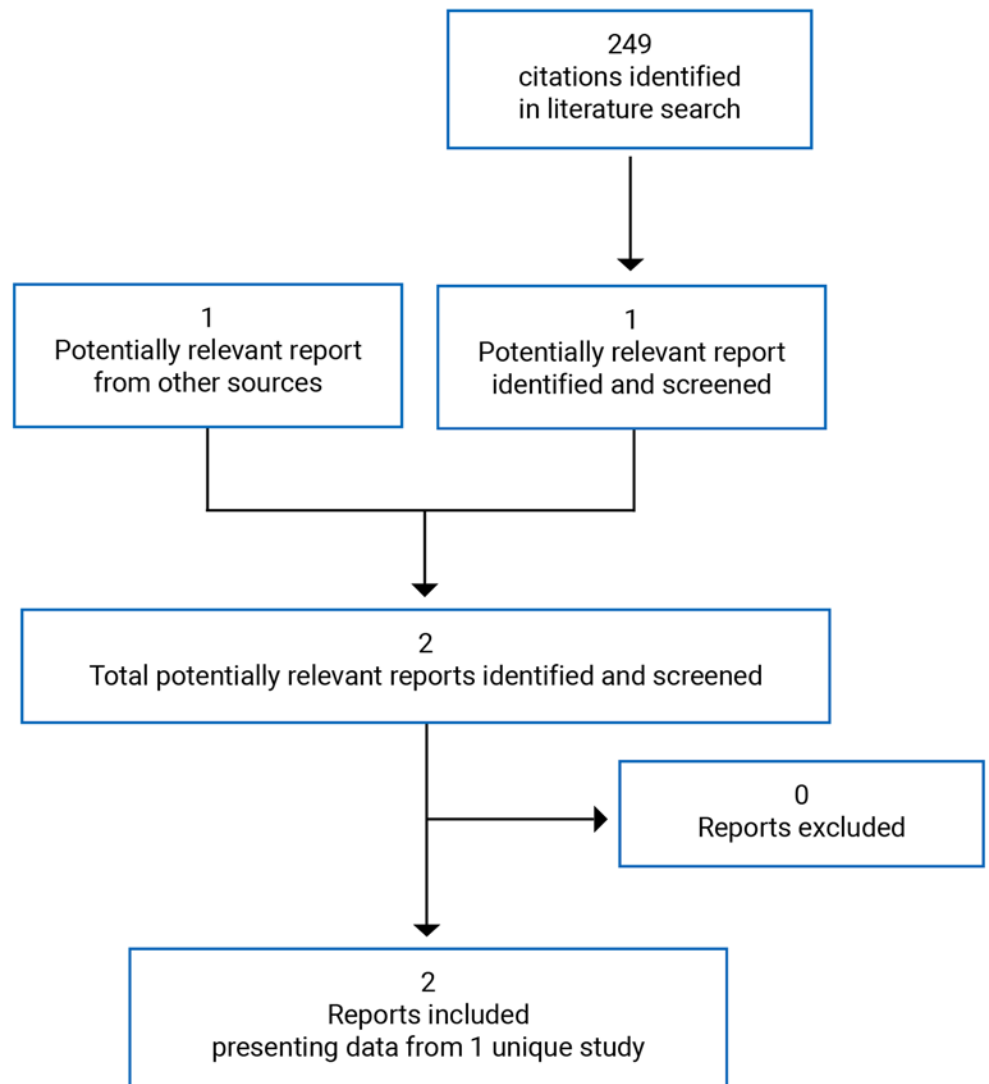 249
citations identified
in literature search
1
Potentially relevant report
from other sources
1
Potentially relevant report
identified and screened
2
Total potentially relevant reports identified and screened
0
Reports excluded
2
Reports included
presenting data from 1 unique study